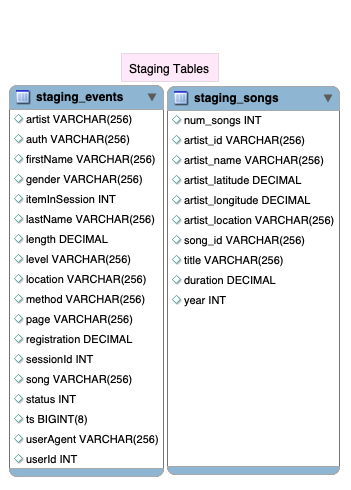 Staging Tables
staging_events
artist VARCHAR(256)
auth VARCHAR(256)
firstName VARCHAR(256)
gender VARCHAR(256)
itemInSession INT
lastName VARCHAR(256)
length DECIMAL
level VARCHAR(256)
location VARCHAR(256)
method VARCHAR(256)
page VARCHAR(256)
registration DECIMAL
sessionId INT
song VARCHAR(256)
status INT
ts BIGINT(8)
userAgent VARCHAR(256)
userId INT
staging_songs
num_songs INT
artist_id VARCHAR(256)
artist_name VARCHAR(256)
artist_latitude DECIMAL
artist_longitude DECIMAL
artist_location VARCHAR(256)
song_id VARCHAR(256)
title VARCHAR(256)
duration DECIMAL
year INT